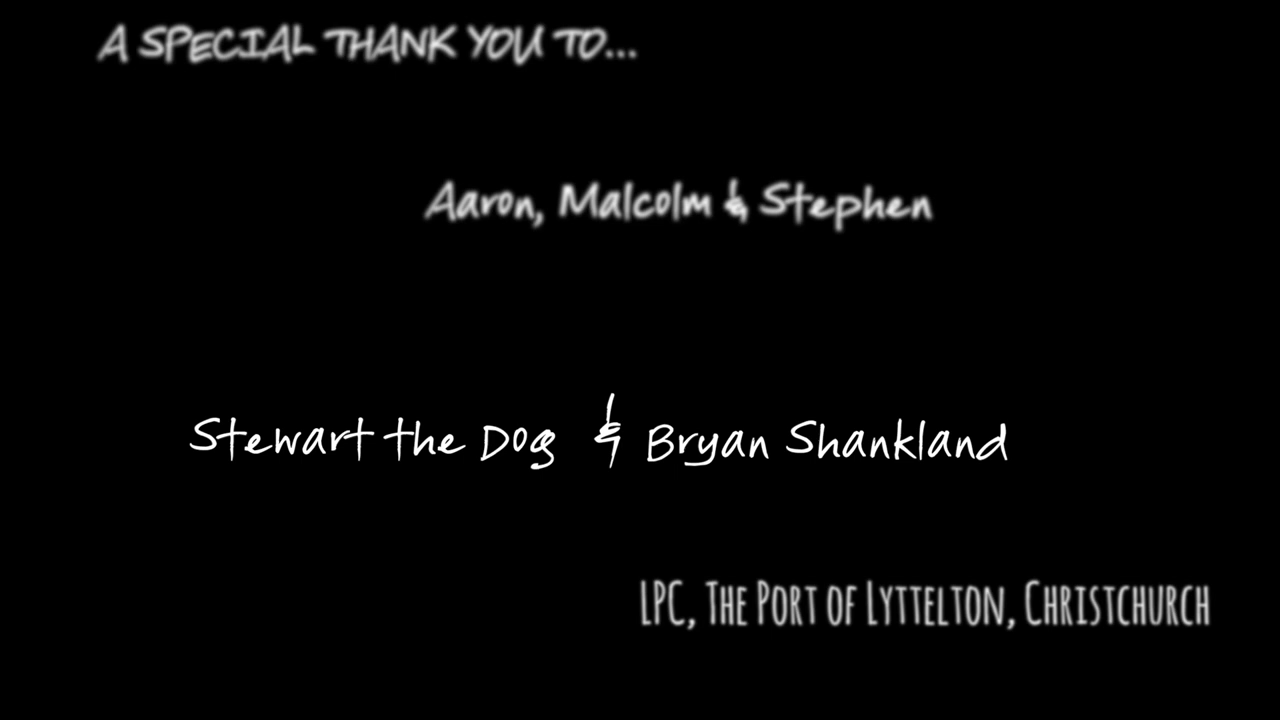 A SPECIAL THANK YOU TO...
Aaron, Malcolm & Stephen
Stewart the Dog & Bryan Shankland
LPC, THE PORT OF LYTTELTON, CHRISTCHURCH